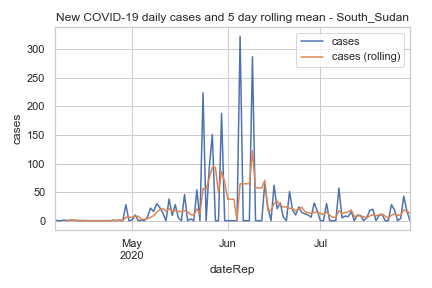 New COVID-19 daily cases and 5 day rolling mean - South_Sudan
cases
cases (rolling)
300
250
200
150
100
50
0
cases
May
2020
Jun
Jul
dateRep